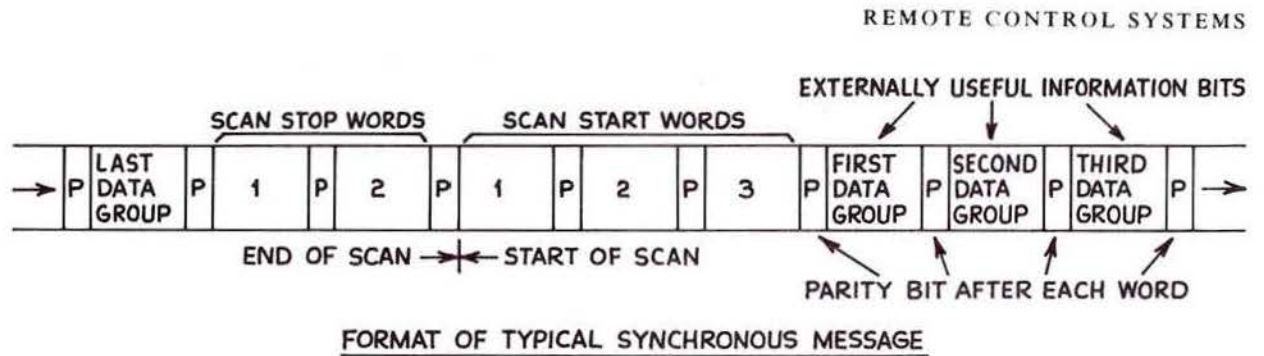 REMOTE CONTROL SYSTEMS
EXTERNALLY USEFUL INFORMATION BITS
SCAN STOP WORDS SCAN START WORDS
P LAST DATA GROUP P 1 P 2 P 1 P 2 P 3 P FIRST DATA GROUP P SECOND DATA GROUP P THIRD DATA GROUP P
END OF SCAN START OF SCAN
PARITY BIT AFTER EACH WORD
FORMAT OF TYPICAL SYNCHRONOUS MESSAGE